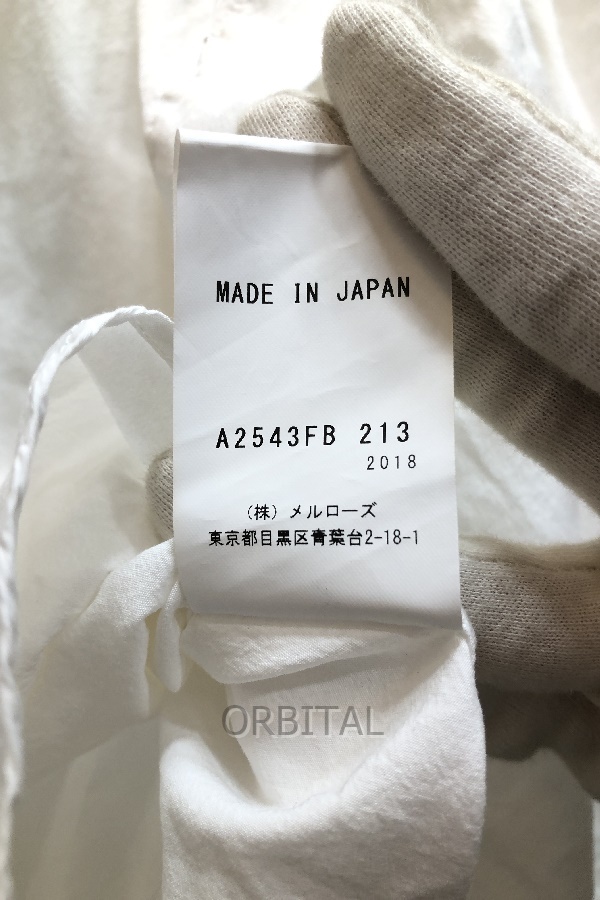 MADE IN JAPAN
A2543FB 213
2018
(株) メルローズ
東京都目黒区青葉台2-18-1
ORBITAL